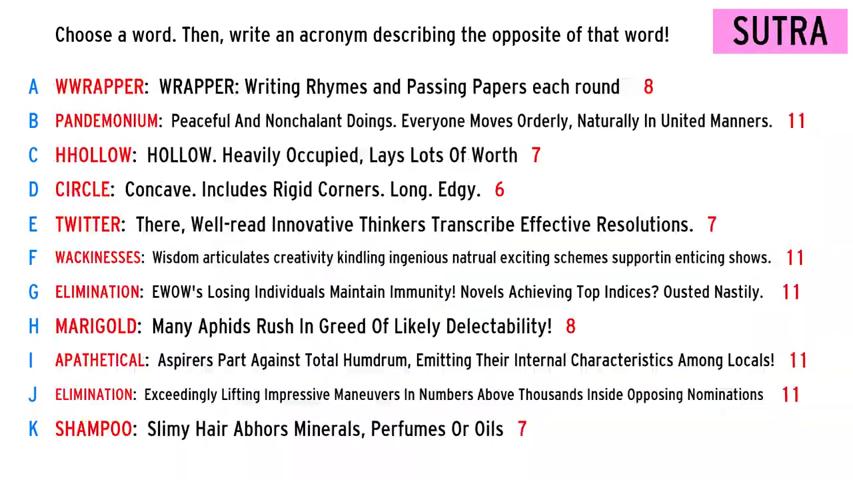 Choose a word. Then, write an acronym describing the opposite of that word!
SUTRA
A WWRAPPER: WRAPPER: Writing Rhymes and Passing Papers each round 8
B PANDEMONIUM: Peaceful And Nonchalant Doings. Everyone Moves Orderly, Naturally In United Manners. 11
C HHOLLOW: HOLLOW. Heavily Occupied, Lays Lots Of Worth 7
D CIRCLE: Concave. Includes Rigid Corners. Long. Edgy. 6
E TWITTER: There, Well-read Innovative Thinkers Transcribe Effective Resolutions. 7
F WACKINESSES: Wisdom articulates creativity kindling ingenious natrual exciting schemes supportin enticing shows. 11
G ELIMINATION: EWOW's Losing Individuals Maintain Immunity! Novels Achieving Top Indices? Ousted Nastily. 11
H MARIGOLD: Many Aphids Rush In Greed Of Likely Delectability! 8
I APATHETICAL: Aspirers Part Against Total Humdrum, Emitting Their Internal Characteristics Among Locals! 11
J ELIMINATION: Exceedingly Lifting Impressive Maneuvers In Numbers Above Thousands Inside Opposing Nominations 11
K SHAMPOO: Slimy Hair Abhors Minerals, Perfumes Or Oils 7